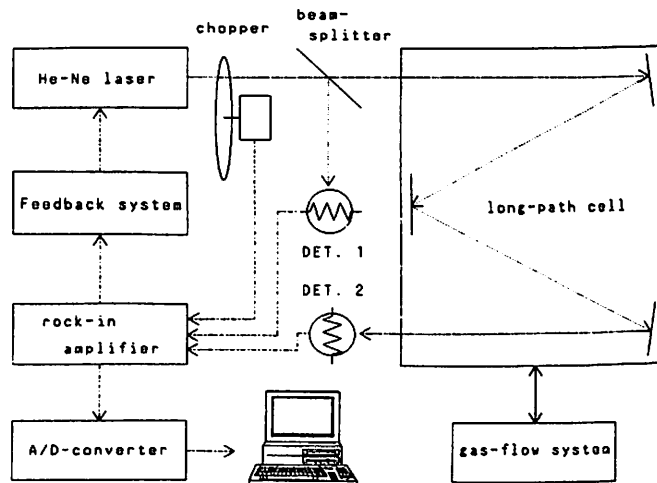 beam-
splitter
chopper
He-Ne laser
Feedback system
long-path cell
DET. 1
DET. 2
rock-in
amplifier
A/D-converter
gas-flow system